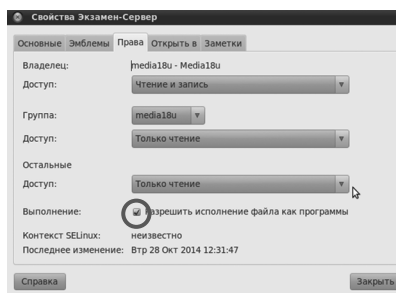 Свойства Экзамен-Сервер
Основные Эмблемы Права Открыть в Заметки
Владелец: media18u - Media18u
Доступ: Чтение и запись
Группа: media18u
Доступ: Только чтение
Остальные
Доступ: Только чтение
Выполнение: Разрешить исполнение файла как программы
Контекст SELinux: неизвестно
Последнее изменение: Втр 28 Окт 2014 12:31:47
Справка Закрыть